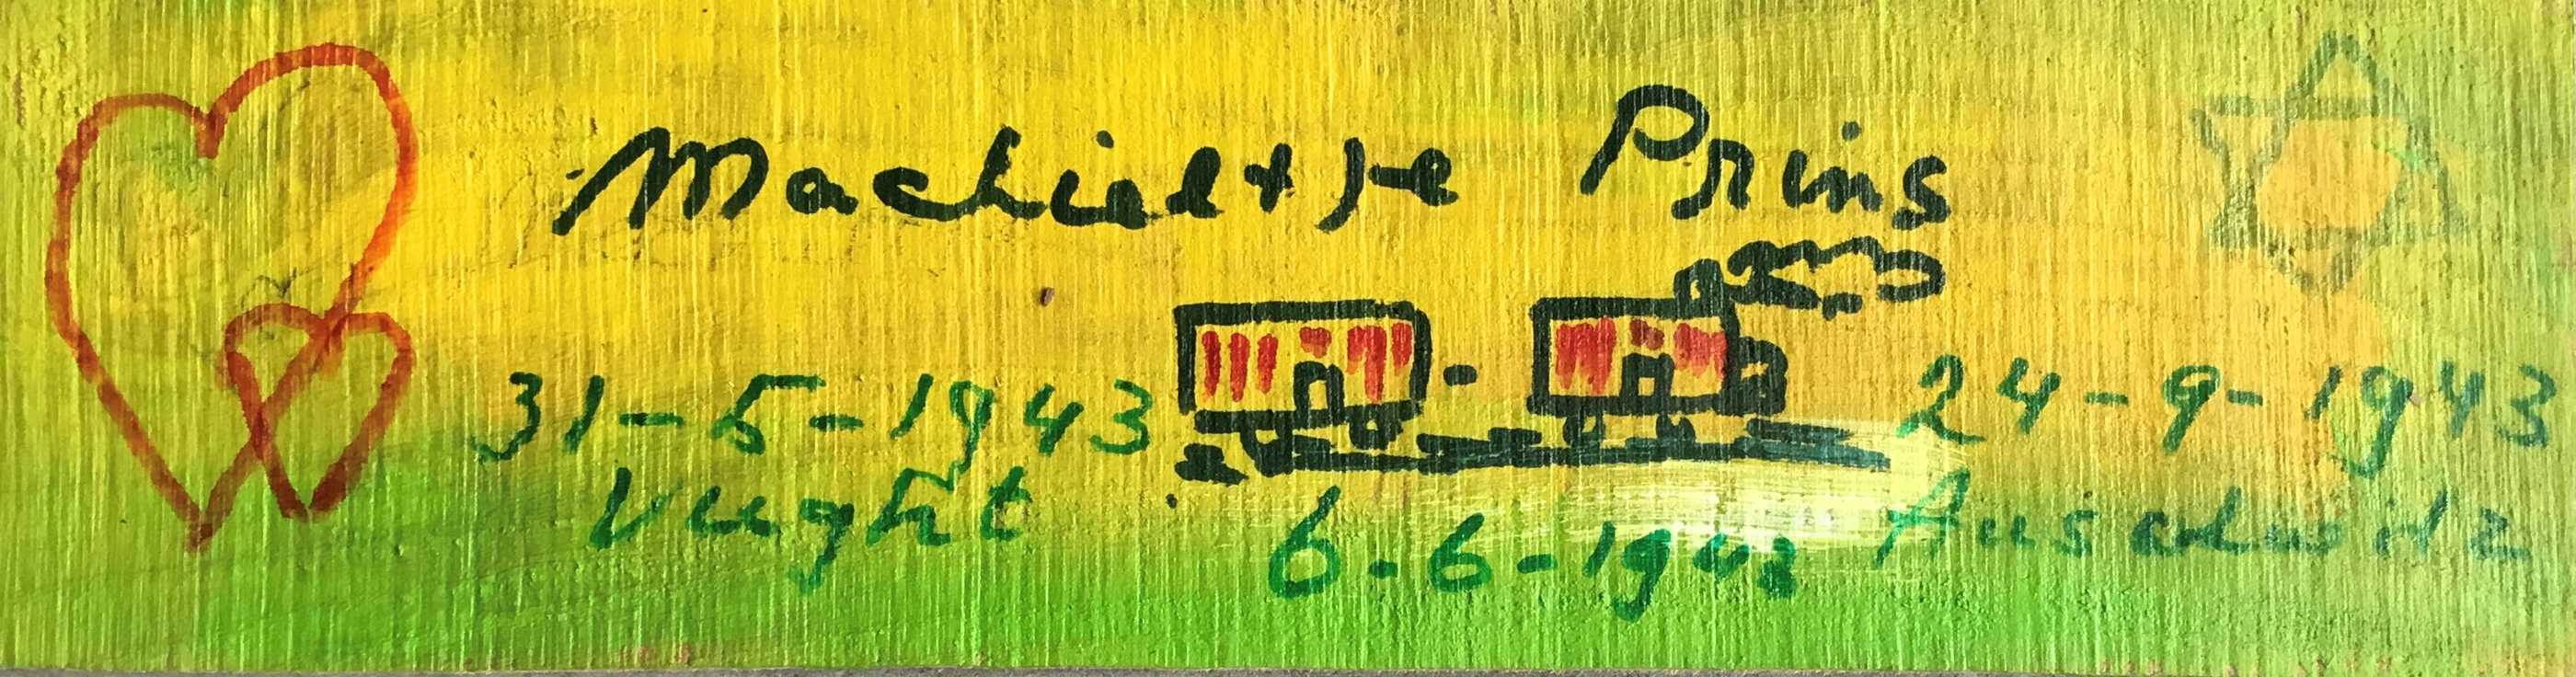 Machieltje Prins
31-5-1943
24-9-1943
Vught
Auschwitz
6-6-1943